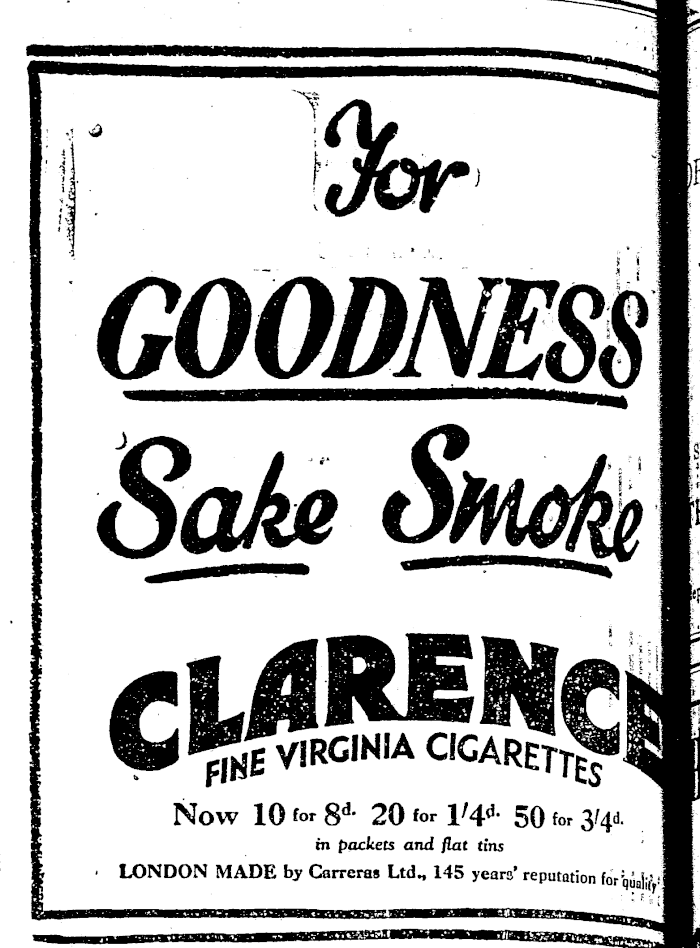 For
GOODNESS
Sake Smoke
CLARENCE
FINE VIRGINIA CIGARETTES
Now 10 for 8d. 20 for 1/4d. 50 for 3/4d.
in packets and flat tins
LONDON MADE by Carreras Ltd., 145 years' reputation for quality